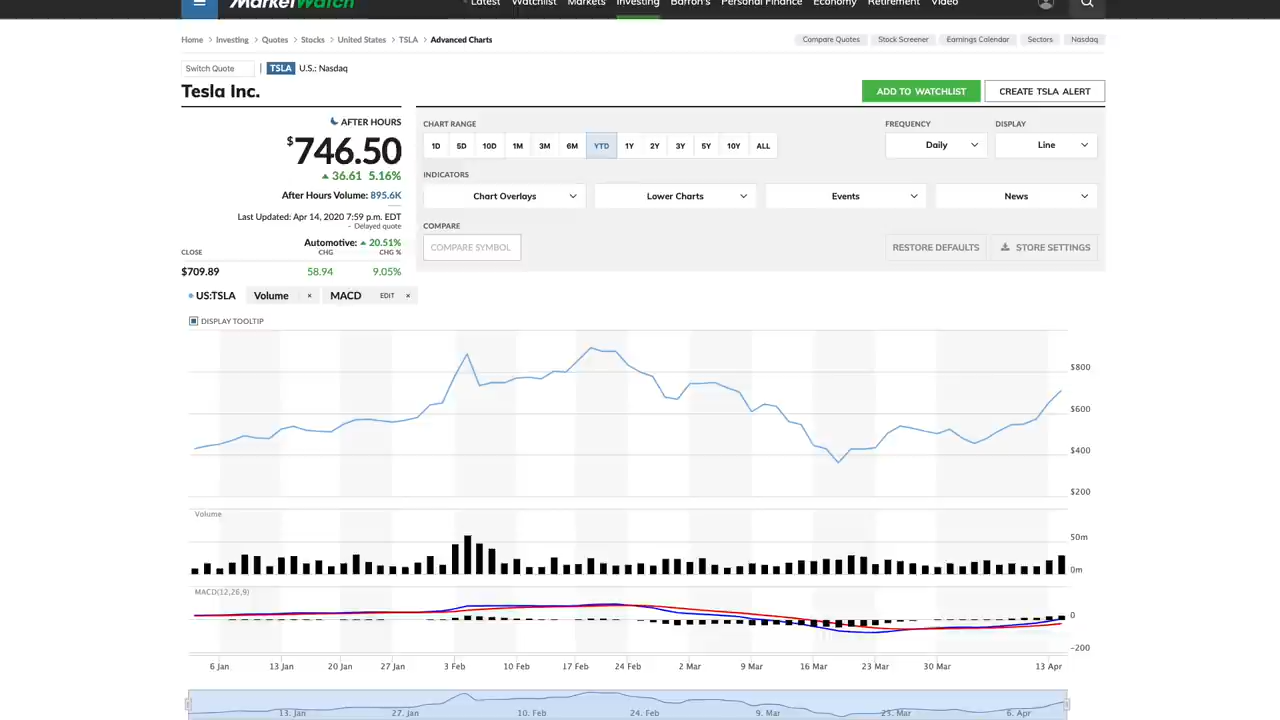 MarketWatch Latest Watchlist Markets Investing Barron's Personal Finance Economy Retirement Video
Home > Investing > Quotes > Stocks > United States > TSLA > Advanced Charts
Compare Quotes Stock Screener Earnings Calendar Sectors Nasdaq
Switch Quote | TSLA U.S.: Nasdaq
Tesla Inc.
ADD TO WATCHLIST CREATE TSLA ALERT
AFTER HOURS
$746.50
36.61 5.16%
After Hours Volume: 895.6K
Last Updated: Apr 14, 2020 7:59 p.m. EDT
- Delayed quote
Automotive: 20.51%
CLOSE CHG CHG %
$709.89 58.94 9.05%
CHART RANGE
1D 5D 10D 1M 3M 6M YTD 1Y 2Y 3Y 5Y 10Y ALL
FREQUENCY
Daily
DISPLAY
Line
INDICATORS
Chart Overlays Lower Charts Events News
COMPARE
COMPARE SYMBOL
RESTORE DEFAULTS STORE SETTINGS
US:TSLA Volume × MACD EDIT ×
DISPLAY TOOLTIP
$800
$600
$400
$200
Volume
50m
0m
MACD(12,26,9)
0
-200
6 Jan 13 Jan 20 Jan 27 Jan 3 Feb 10 Feb 17 Feb 24 Feb 2 Mar 9 Mar 16 Mar 23 Mar 30 Mar 13 Apr
13. Jan 27. Jan 10. Feb 24. Feb 9. Mar 23. Mar 6. Apr